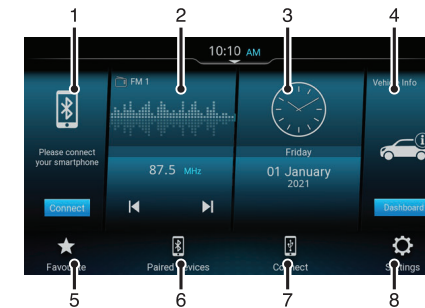 1 2 3 4
10:10 AM
FM 1
Vehicle Info
Please connect
your smartphone
Friday
87.5 MHz
01 January
2021
Connect
Dashboard
Favourite Paired Devices Connect Settings
5 6 7 8